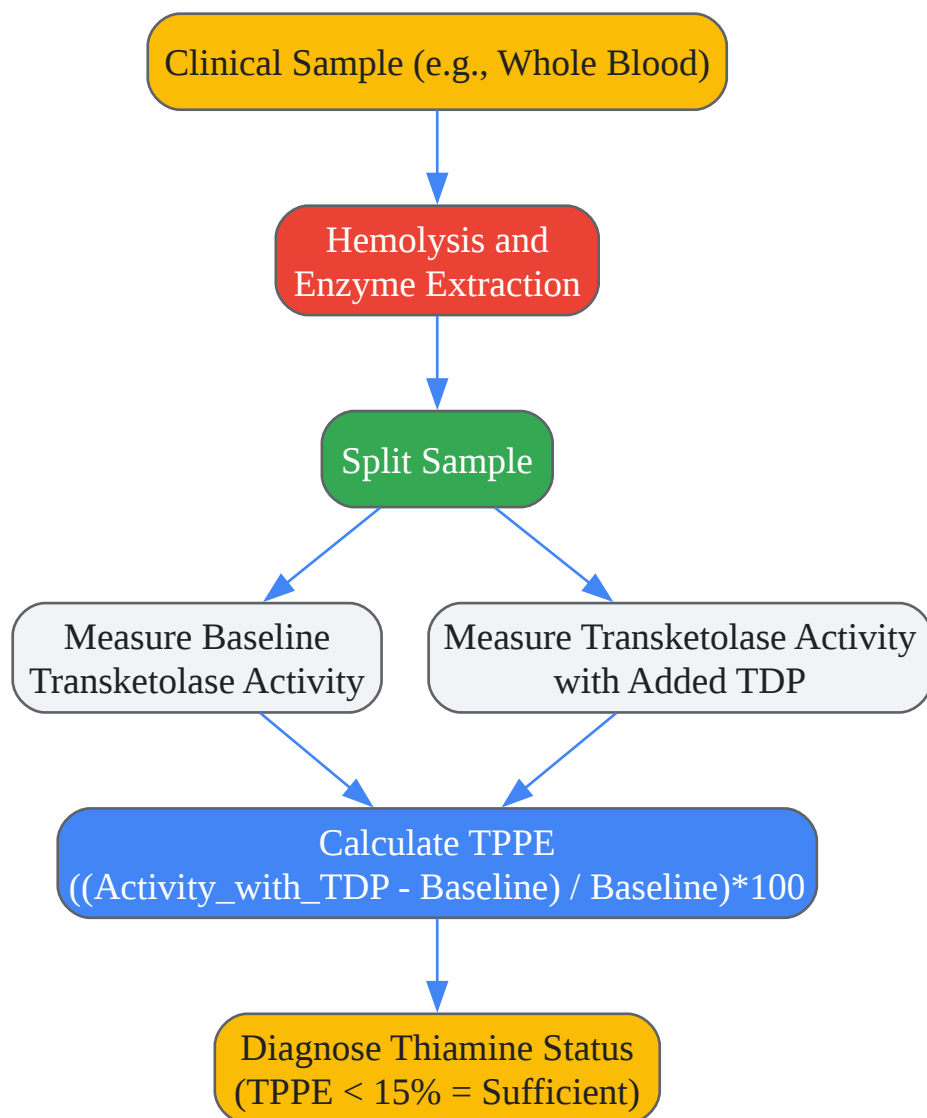 Clinical Sample (e.g., Whole Blood)
Hemolysis and
Enzyme Extraction
Split Sample
Measure Baseline
Transketolase Activity
Measure Transketolase Activity
with Added TDP
Calculate TPPE
((Activity_with_TDP - Baseline) / Baseline)*100
Diagnose Thiamine Status
(TPPE < 15% = Sufficient)